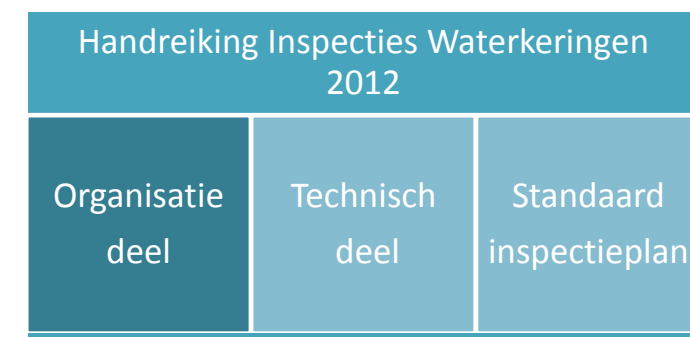 Handreiking Inspecties Waterkeringen
2012
Organisatie
deel
Technisch
deel
Standaard
inspectieplan